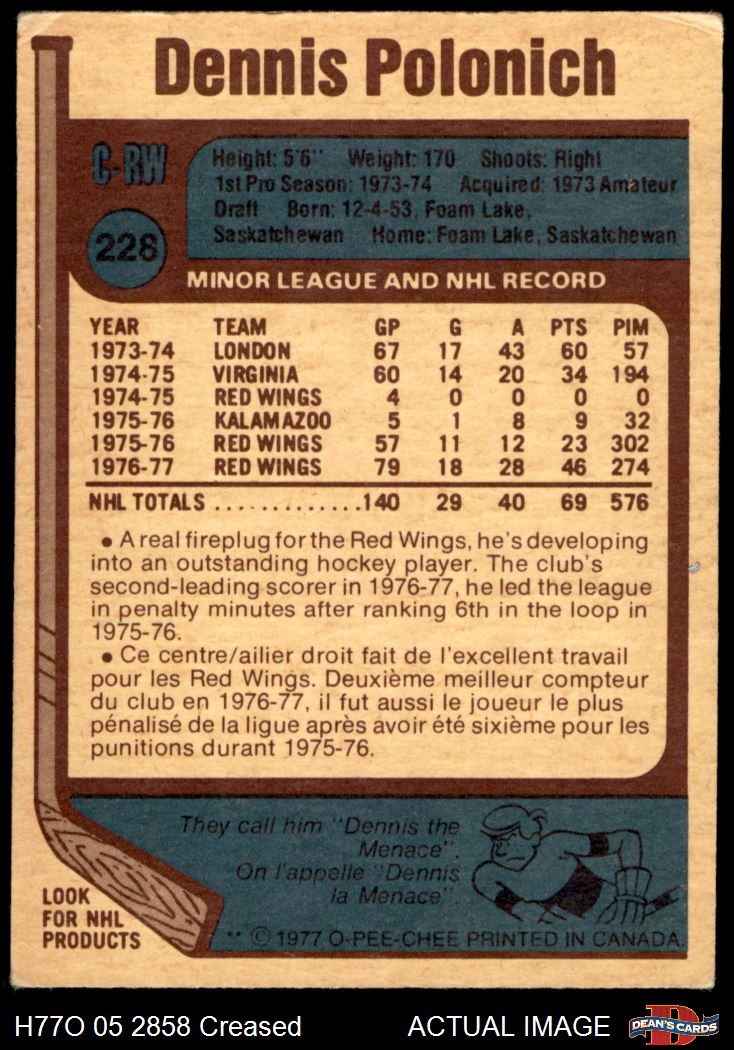 Dennis Polonich
C-RW
Height: 5'6" Weight: 170 Shoots: Right
1st Pro Season: 1973-74 Acquired: 1973 Amateur
Draft Born: 12-4-53, Foam Lake,
Saskatchewan Home: Foam Lake, Saskatchewan
228
MINOR LEAGUE AND NHL RECORD
YEAR TEAM GP G A PTS PIM
1973-74 LONDON 67 17 43 60 57
1974-75 VIRGINIA 60 14 20 34 194
1974-75 RED WINGS 4 0 0 0 0
1975-76 KALAMAZOO 5 1 8 9 32
1975-76 RED WINGS 57 11 12 23 302
1976-77 RED WINGS 79 18 28 46 274
NHL TOTALS .............140 29 40 69 576
• A real fireplug for the Red Wings, he's developing
into an outstanding hockey player. The club's
second-leading scorer in 1976-77, he led the league
in penalty minutes after ranking 6th in the loop in
1975-76.
• Ce centre/ailier droit fait de l'excellent travail
pour les Red Wings. Deuxième meilleur compteur
du club en 1976-77, il fut aussi le joueur le plus
pénalisé de la ligue après avoir été sixième pour les
punitions durant 1975-76.
They call him "Dennis the
Menace".
On l'appelle "Dennis
la Menace".
LOOK
FOR NHL
PRODUCTS
** © 1977 O-PEE-CHEE PRINTED IN CANADA.
H77O 05 2858 Creased ACTUAL IMAGE
D
DEAN'S CARDS